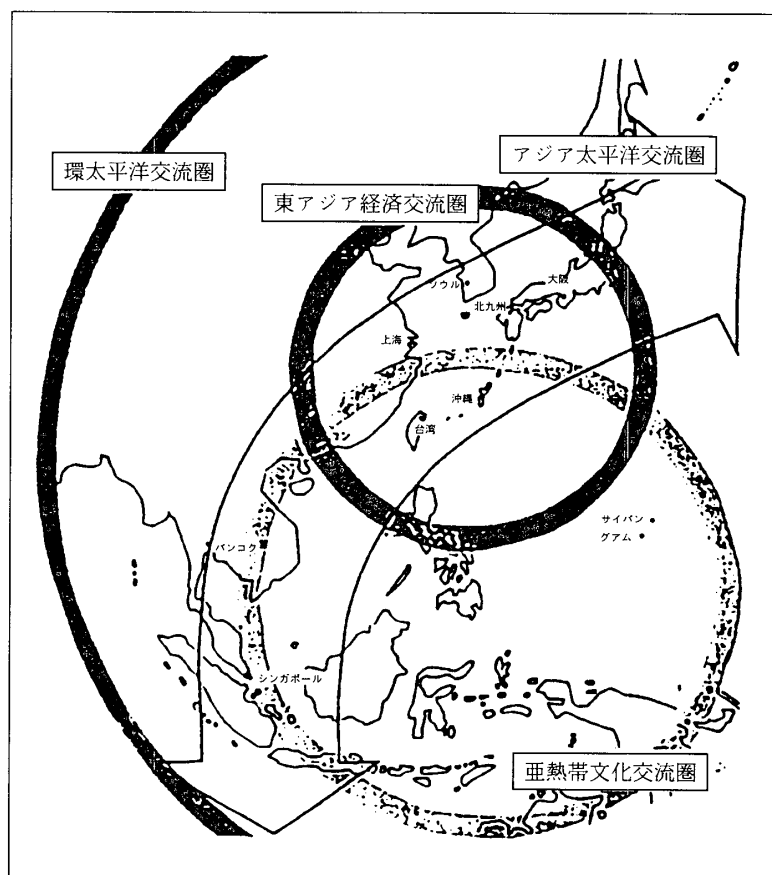 アジア太平洋交流圏
環太平洋交流圏
東アジア経済交流圏
ソウル
大阪
北九州
上海
沖縄
台湾
サイパン
グアム
バンコク
シンガポール
亜熱帯文化交流圏